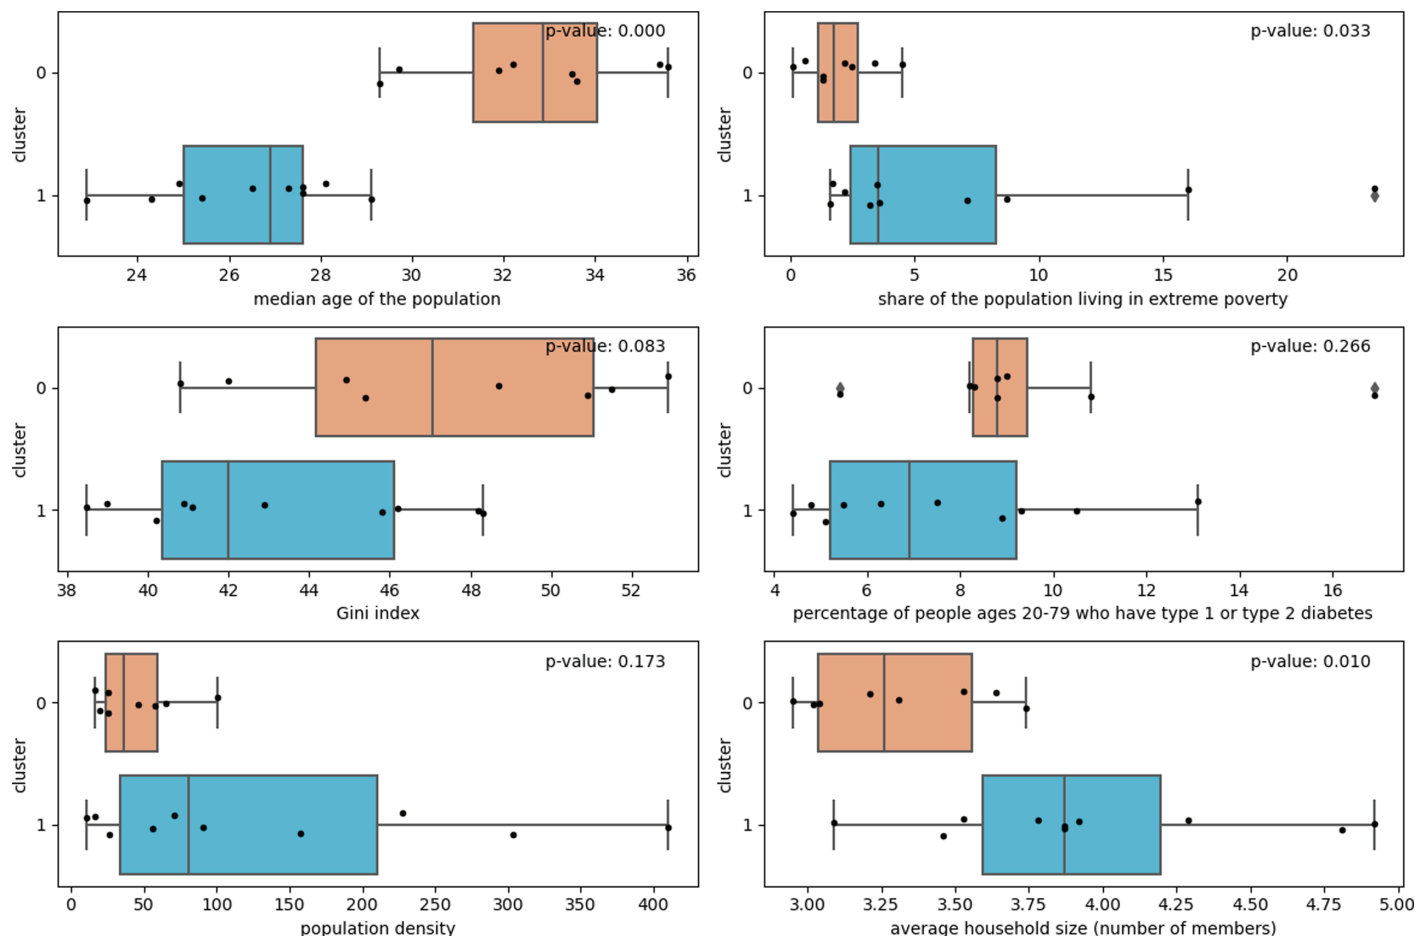 p-value: 0.000
cluster
0
1
24 26 28 30 32 34 36
median age of the population
p-value: 0.033
cluster
0
1
0 5 10 15 20
share of the population living in extreme poverty
p-value: 0.083
cluster
0
1
38 40 42 44 46 48 50 52
Gini index
p-value: 0.266
cluster
0
1
4 6 8 10 12 14 16
percentage of people ages 20-79 who have type 1 or type 2 diabetes
p-value: 0.173
cluster
0
1
0 50 100 150 200 250 300 350 400
population density
p-value: 0.010
cluster
0
1
3.00 3.25 3.50 3.75 4.00 4.25 4.50 4.75 5.00
average household size (number of members)